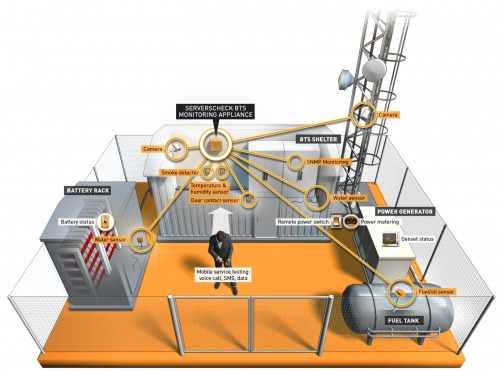 SERVERSCHECK BTS
MONITORING APPLIANCE
Camera
Camera
BTS SHELTER
SNMP Monitoring
Smoke detector
Temperature &
humidity sensor
Door contact sensor
Water sensor
BATTERY RACK
Battery status
Water sensor
POWER GENERATOR
Remote power switch
Power metering
Genset status
Mobile service testing:
voice call, SMS, data
Fuel/oil sensor
FUEL TANK